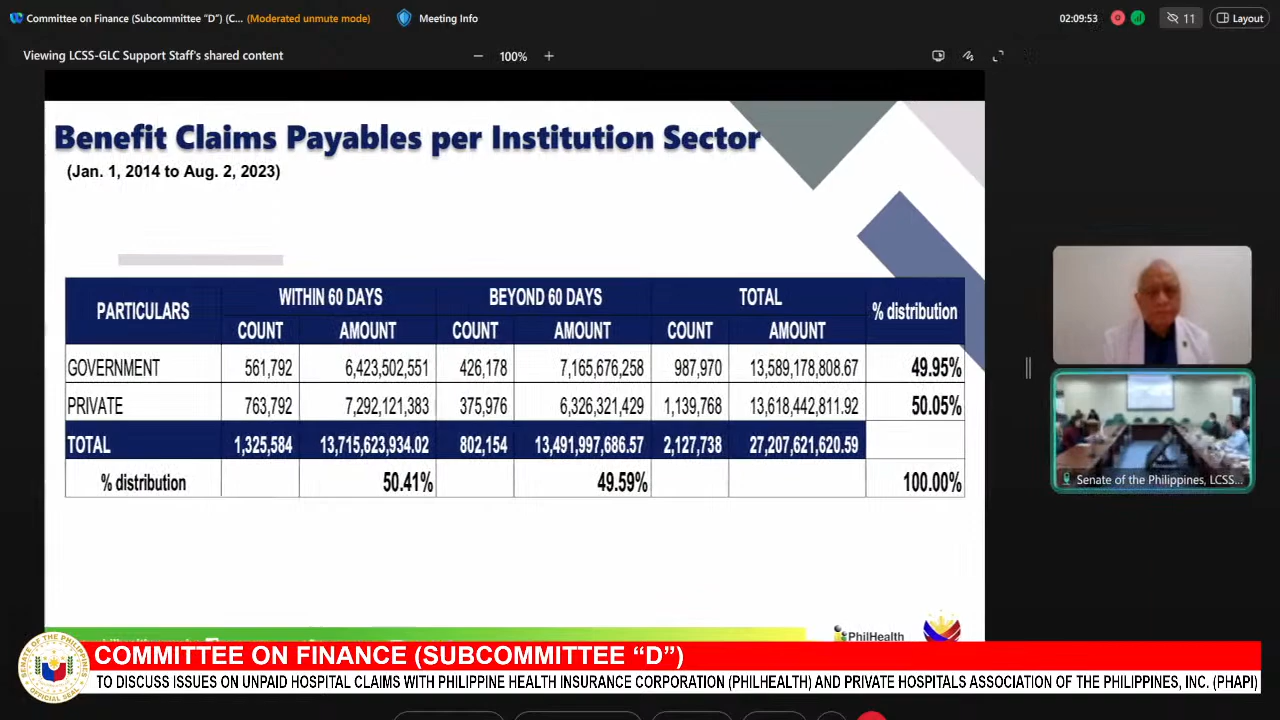 Committee on Finance (Subcommittee “D”) (C... (Moderated unmute mode) Meeting Info 02:09:53 11 Layout
Viewing LCSS-GLC Support Staff's shared content 100%
Benefit Claims Payables per Institution Sector
(Jan. 1, 2014 to Aug. 2, 2023)
PARTICULARS WITHIN 60 DAYS BEYOND 60 DAYS TOTAL % distribution
COUNT AMOUNT COUNT AMOUNT COUNT AMOUNT
GOVERNMENT 561,792 6,423,502,551 426,178 7,165,676,258 987,970 13,589,178,808.67 49.95%
PRIVATE 763,792 7,292,121,383 375,976 6,326,321,429 1,139,768 13,618,442,811.92 50.05%
TOTAL 1,325,584 13,715,623,934.02 802,154 13,491,997,686.57 2,127,738 27,207,621,620.59
% distribution 50.41% 49.59% 100.00%
Senate of the Philippines, LCSS...
PhilHealth
SENATE OF THE PHILIPPINES
OFFICIAL SEAL
COMMITTEE ON FINANCE (SUBCOMMITTEE “D”)
TO DISCUSS ISSUES ON UNPAID HOSPITAL CLAIMS WITH PHILIPPINE HEALTH INSURANCE CORPORATION (PHILHEALTH) AND PRIVATE HOSPITALS ASSOCIATION OF THE PHILIPPINES, INC. (PHAPI)